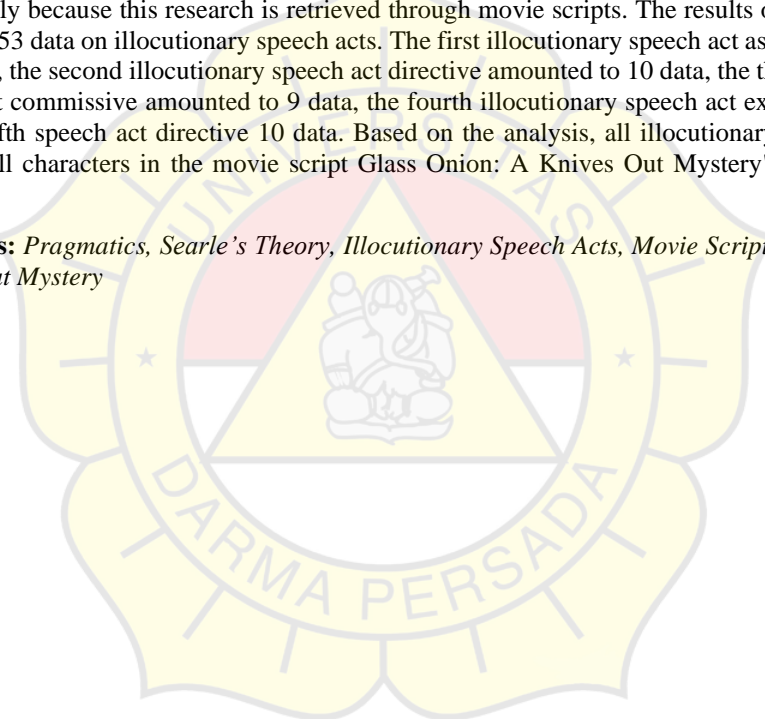 ly because this research is retrieved through movie scripts. The results o
53 data on illocutionary speech acts. The first illocutionary speech act as
, the second illocutionary speech act directive amounted to 10 data, the t
t commissive amounted to 9 data, the fourth illocutionary speech act ex
fth speech act directive 10 data. Based on the analysis, all illocutionary
ll characters in the movie script Glass Onion: A Knives Out Mystery"
s: Pragmatics, Searle's Theory, Illocutionary Speech Acts, Movie Script
ut Mystery
UNIVERSITAS
DARMA PERSADA